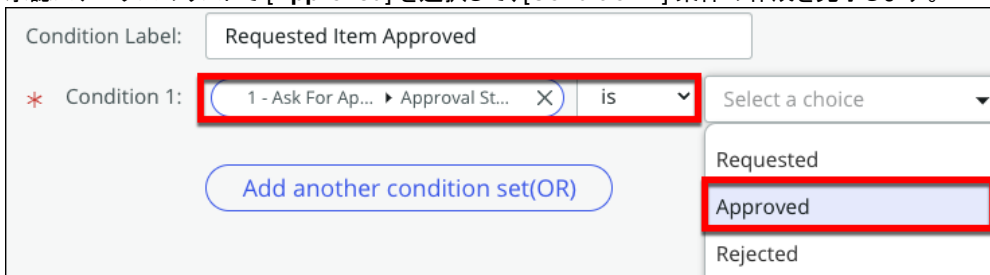 Condition Label: Requested Item Approved
* Condition 1: 1 - Ask For Ap... ▸ Approval St... X is Select a choice
Requested
Add another condition set(OR)
Approved
Rejected